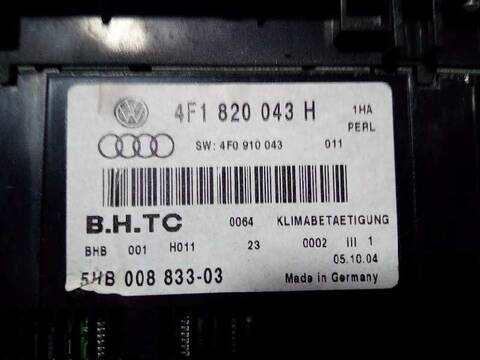 4F1 820 043 H 1HA
PERL
SW: 4F0 910 043 011
B.H.TC 0064 KLIMABETAETIGUNG
BHB 001 H011 23 0002 III 1
05.10.04
5HB 008 833-03 Made in Germany